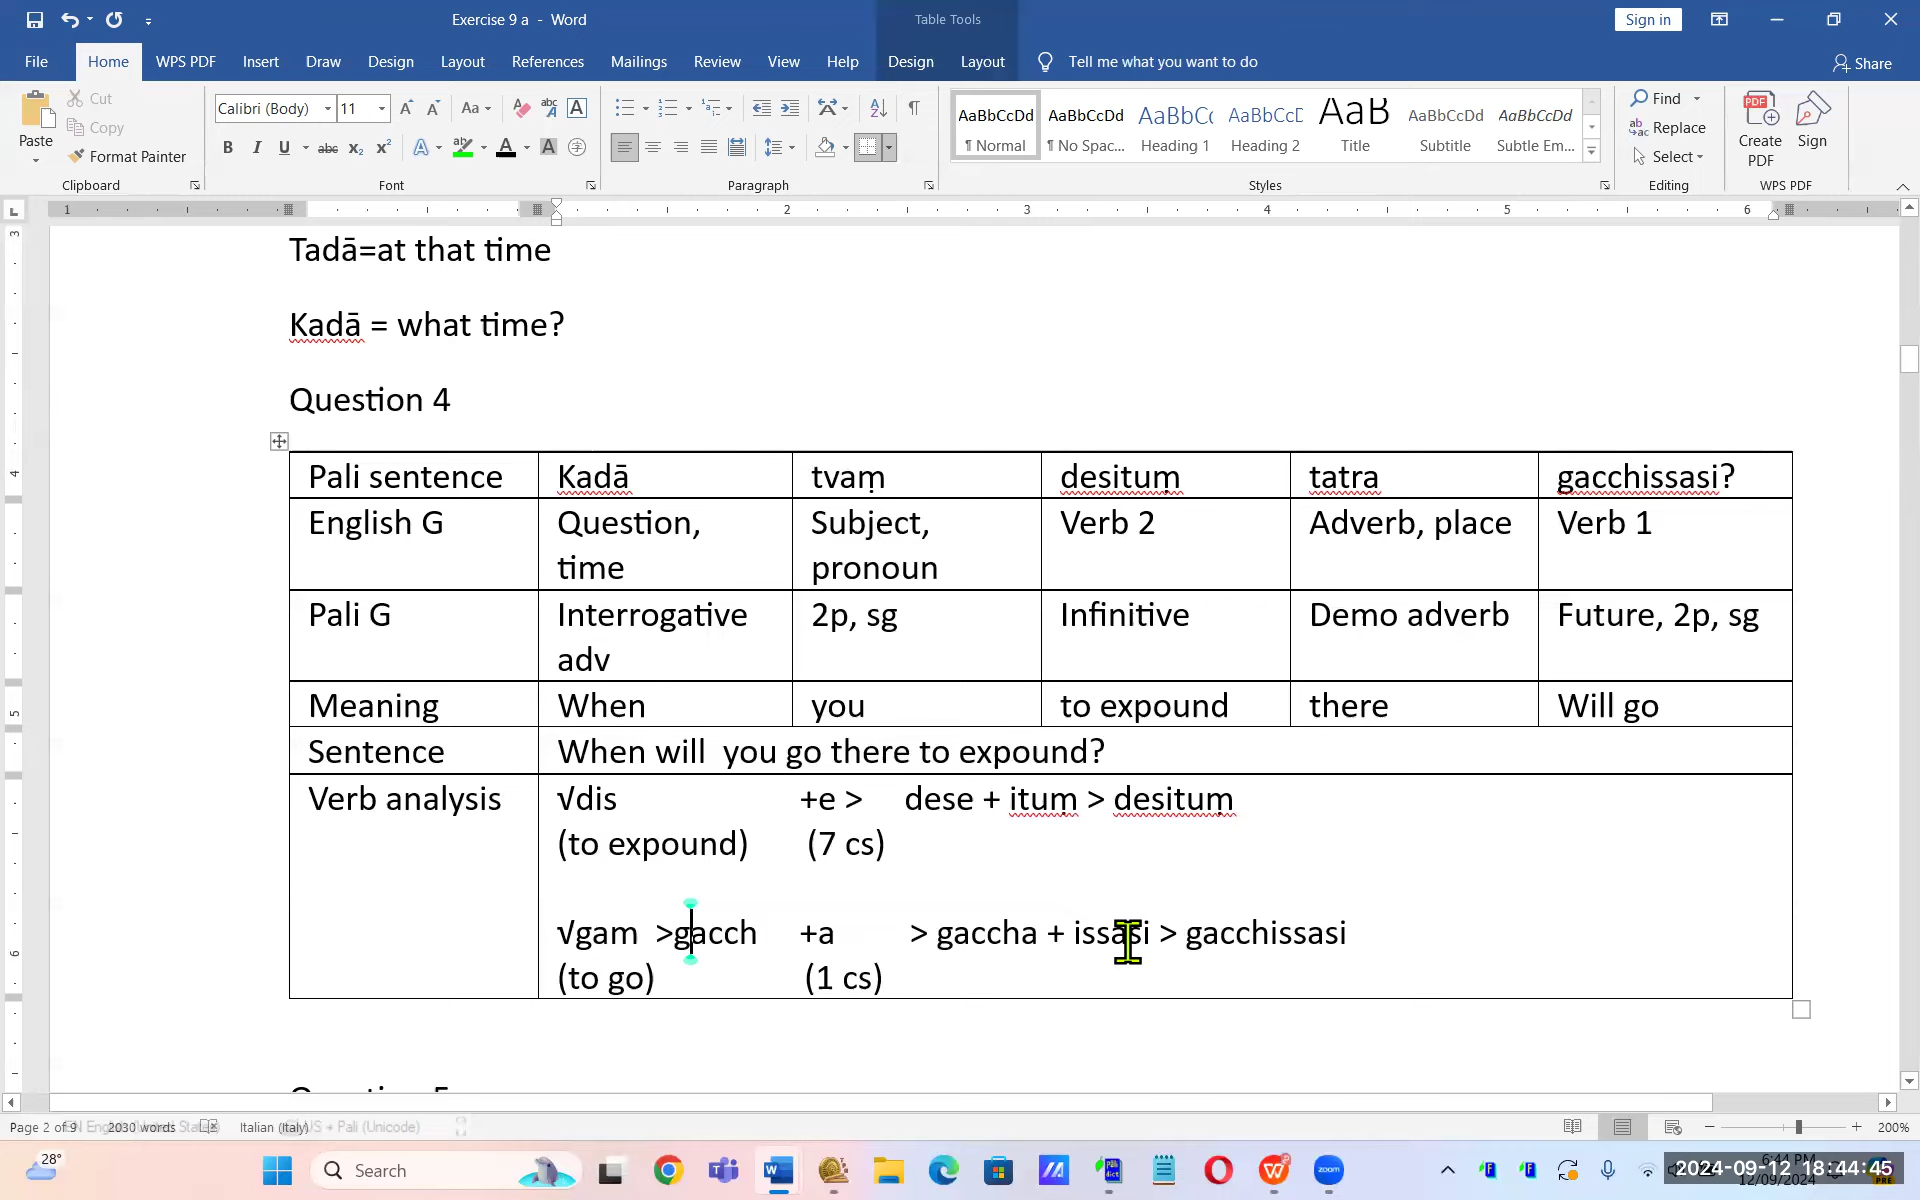 Exercise 9 a - Word
Table Tools
Sign in
File Home WPS PDF Insert Draw Design Layout References Mailings Review View Help Design Layout Tell me what you want to do Share
Paste
Cut
Copy
Format Painter
Clipboard
Calibri (Body) 11
Font
Paragraph
AaBbCcDd AaBbCcDd AaBbCc AaBbCcE AaB AaBbCcD AaBbCcDd
¶ Normal ¶ No Spac... Heading 1 Heading 2 Title Subtitle Subtle Em...
Styles
Find
Replace
Select
Editing
Create PDF
Sign
WPS PDF
Tadā=at that time
Kadā = what time?
Question 4
Pali sentence Kadā tvaṃ desituṃ tatra gacchissasi?
English G Question, time Subject, pronoun Verb 2 Adverb, place Verb 1
Pali G Interrogative adv 2p, sg Infinitive Demo adverb Future, 2p, sg
Meaning When you to expound there Will go
Sentence When will you go there to expound?
Verb analysis √dis +e > dese + ituṃ > desituṃ
(to expound) (7 cs)
√gam >gacch +a > gaccha + issasi > gacchissasi
(to go) (1 cs)
Page 2 of 9 2030 words Italian (Italy) 200%
28° Search
2024-09-12 18:44:45
12/09/2024